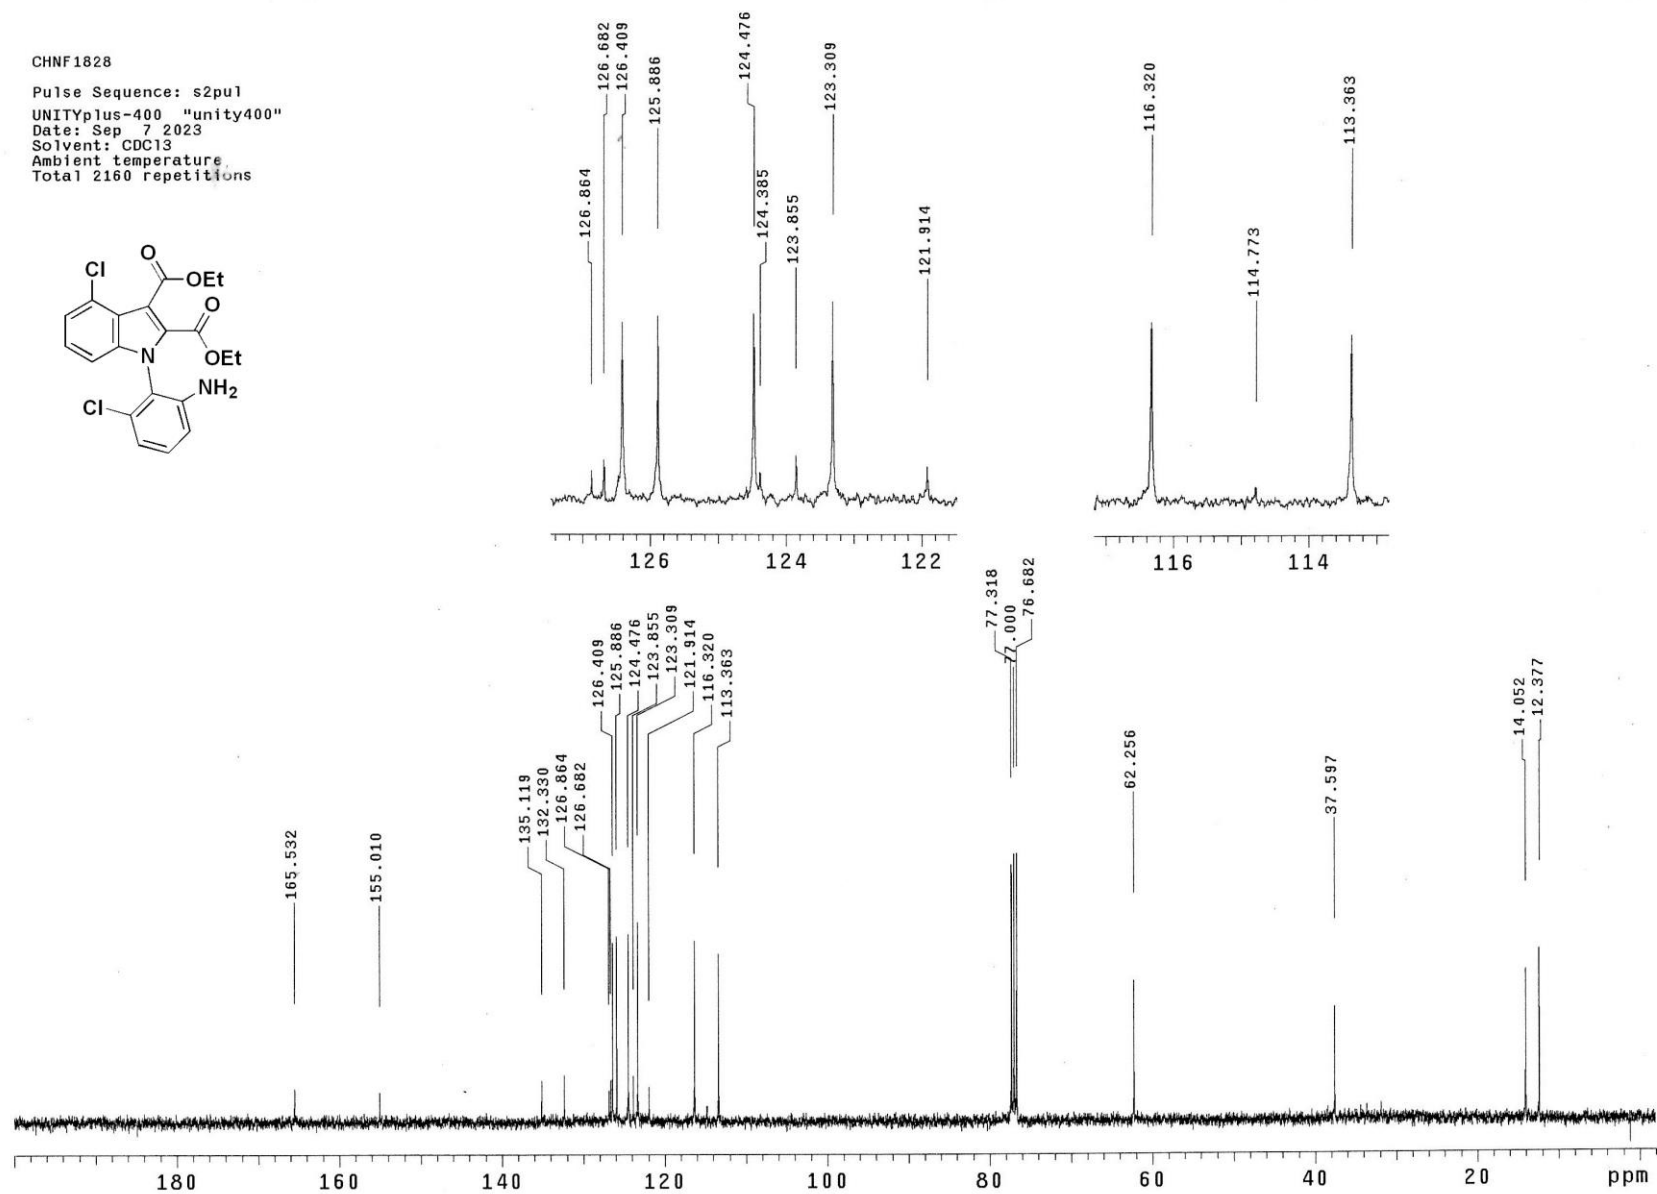 CHNF1828
Pulse Sequence: s2pul
UNITYplus-400 "unity400"
Date: Sep 7 2023
Solvent: CDCl3
Ambient temperature
Total 2160 repetitions
Cl
O
OEt
O
OEt
N
NH2
Cl
126.864
126.682
126.409
125.886
124.476
124.385
123.855
123.309
121.914
126
124
122
116.320
114.773
113.363
116
114
165.532
155.010
135.119
132.330
126.864
126.682
126.409
125.886
124.476
123.855
123.309
121.914
116.320
113.363
77.318
77.000
76.682
62.256
37.597
14.052
12.377
180
160
140
120
100
80
60
40
20
ppm